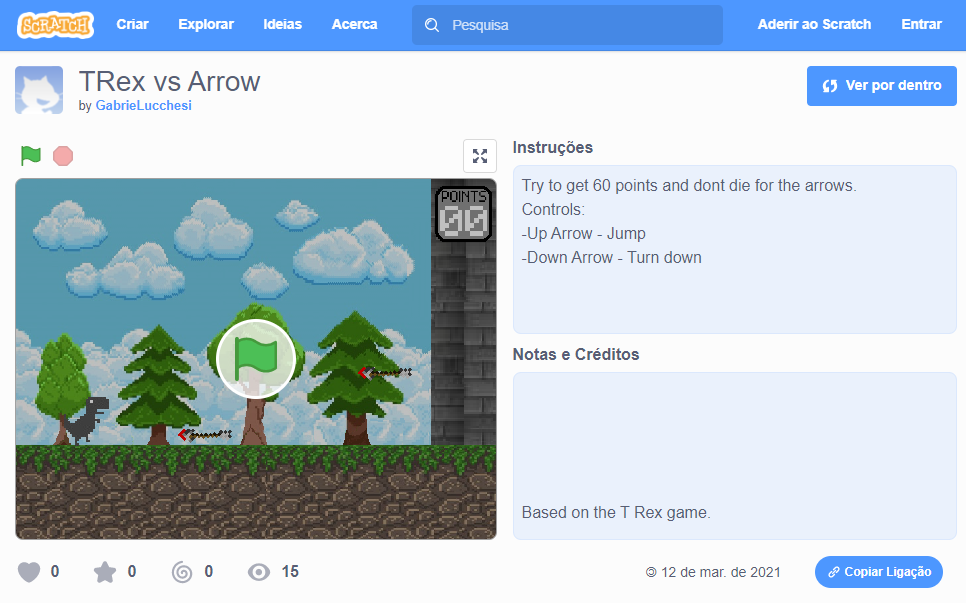 SCRATCH Criar Explorar Ideias Acerca Pesquisa Aderir ao Scratch Entrar
TRex vs Arrow
by GabrieLucchesi
Ver por dentro
Instruções
Try to get 60 points and dont die for the arrows.
Controls:
-Up Arrow - Jump
-Down Arrow - Turn down
POINTS
00
Notas e Créditos
Based on the T Rex game.
0 0 0 15
12 de mar. de 2021
Copiar Ligação